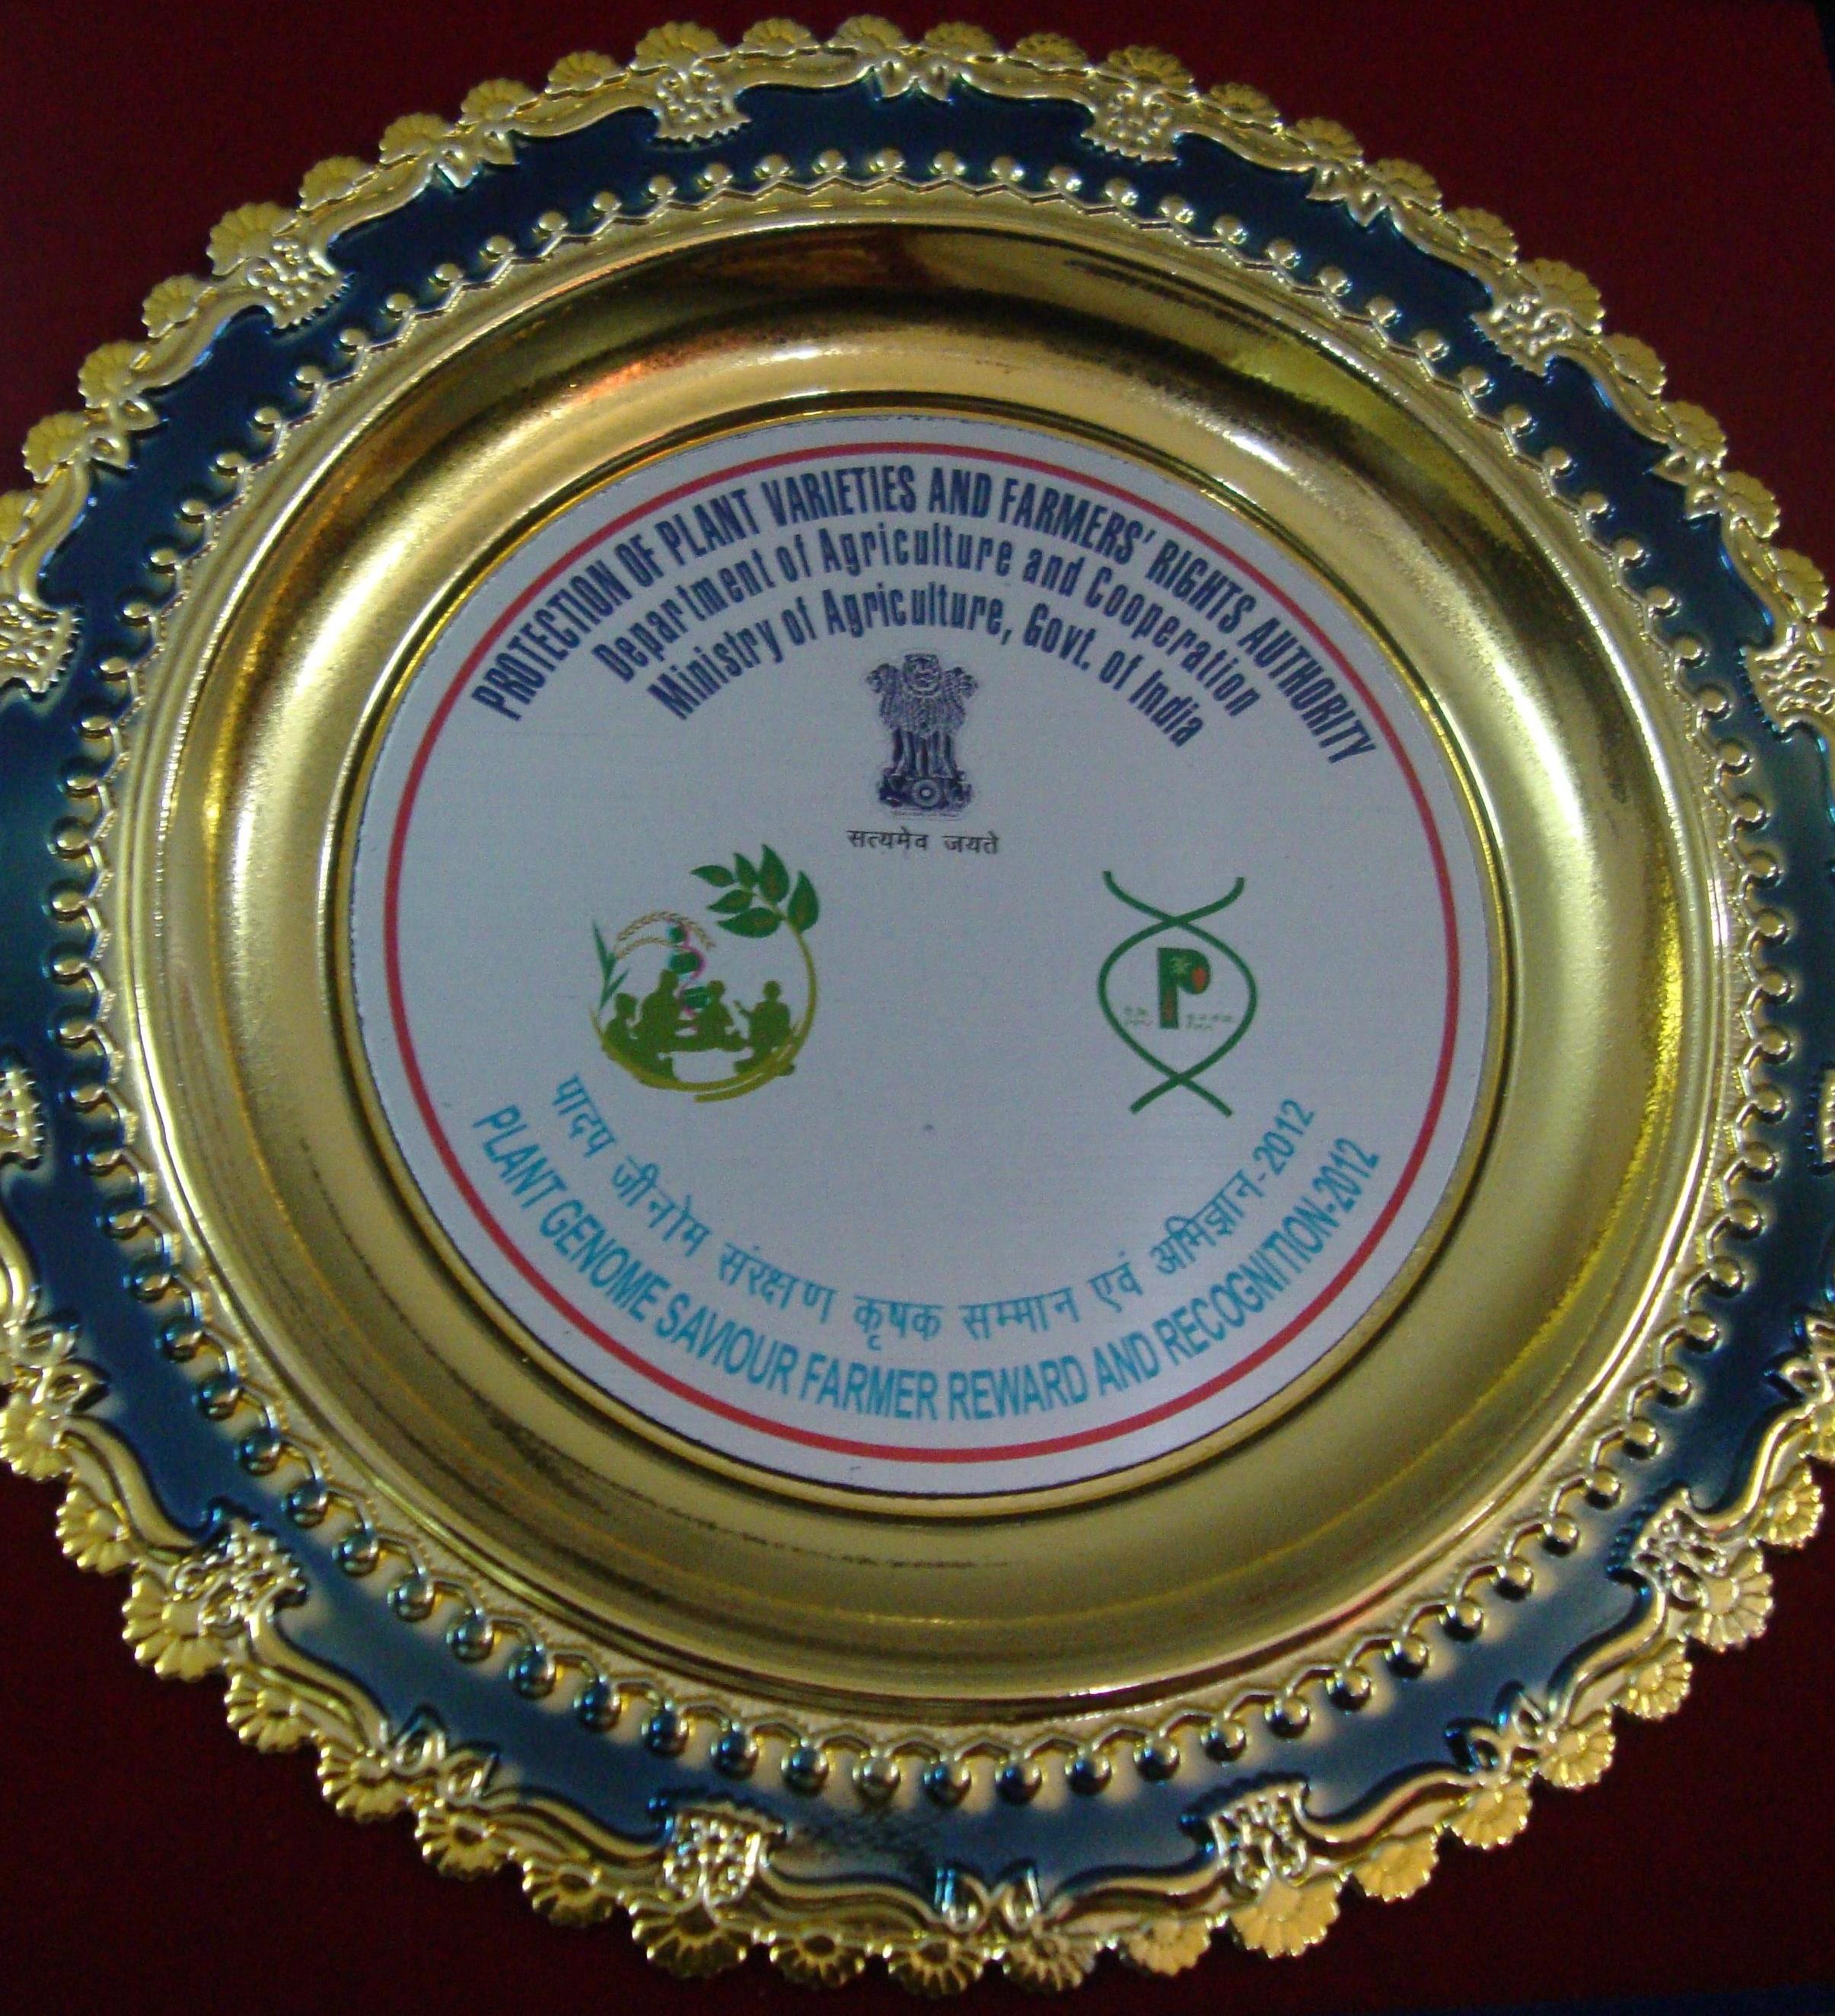 PROTECTION OF PLANT VARIETIES AND FARMERS' RIGHTS AUTHORITY
Department of Agriculture and Cooperation
Ministry of Agriculture, Govt. of India
सत्यमेव जयते
P
पादप जीनोम संरक्षण कृषक सम्मान एवं अभिज्ञान-2012
PLANT GENOME SAVIOUR FARMER REWARD AND RECOGNITION-2012